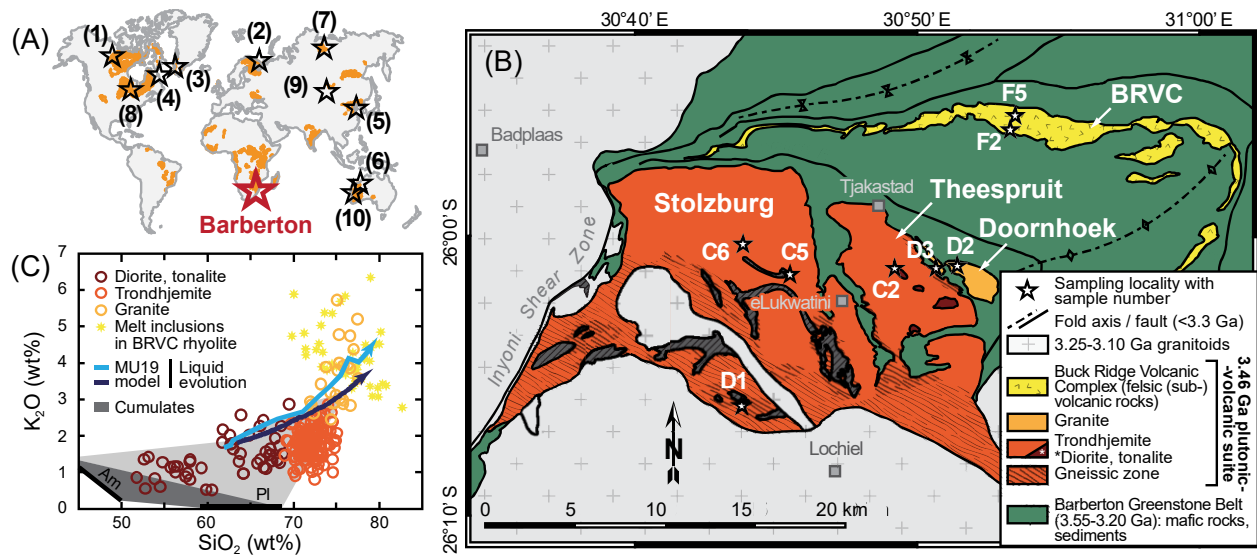 (A)
(1)
(2)
(7)
(3)
(4)
(8)
(9)
(5)
(6)
(10)
Barberton
(B)
30°40' E
30°50' E
31°00' E
26°00' S
26°10' S
Badplaas
Inyoni Shear Zone
Stolzburg
C6
C5
eLukwatini
D1
N
Lochiel
0 5 10 15 20 km
Tjakastad
Theespruit
Doornhoek
D3
D2
C2
F5
F2
BRVC
Sampling locality with
sample number
Fold axis / fault (<3.3 Ga)
3.25-3.10 Ga granitoids
Buck Ridge Volcanic
Complex (felsic (sub-)
volcanic rocks)
Granite
Trondhjemite
*Diorite, tonalite
Gneissic zone
3.46 Ga plutonic-
-volcanic suite
Barberton Greenstone Belt
(3.55-3.20 Ga): mafic rocks,
sediments
(C)
K2O (wt%)
7
6
5
4
3
2
1
0
50 60 70 80
SiO2 (wt%)
Diorite, tonalite
Trondhjemite
Granite
Melt inclusions
in BRVC rhyolite
MU19
model
Liquid
evolution
Cumulates
Am
Pl